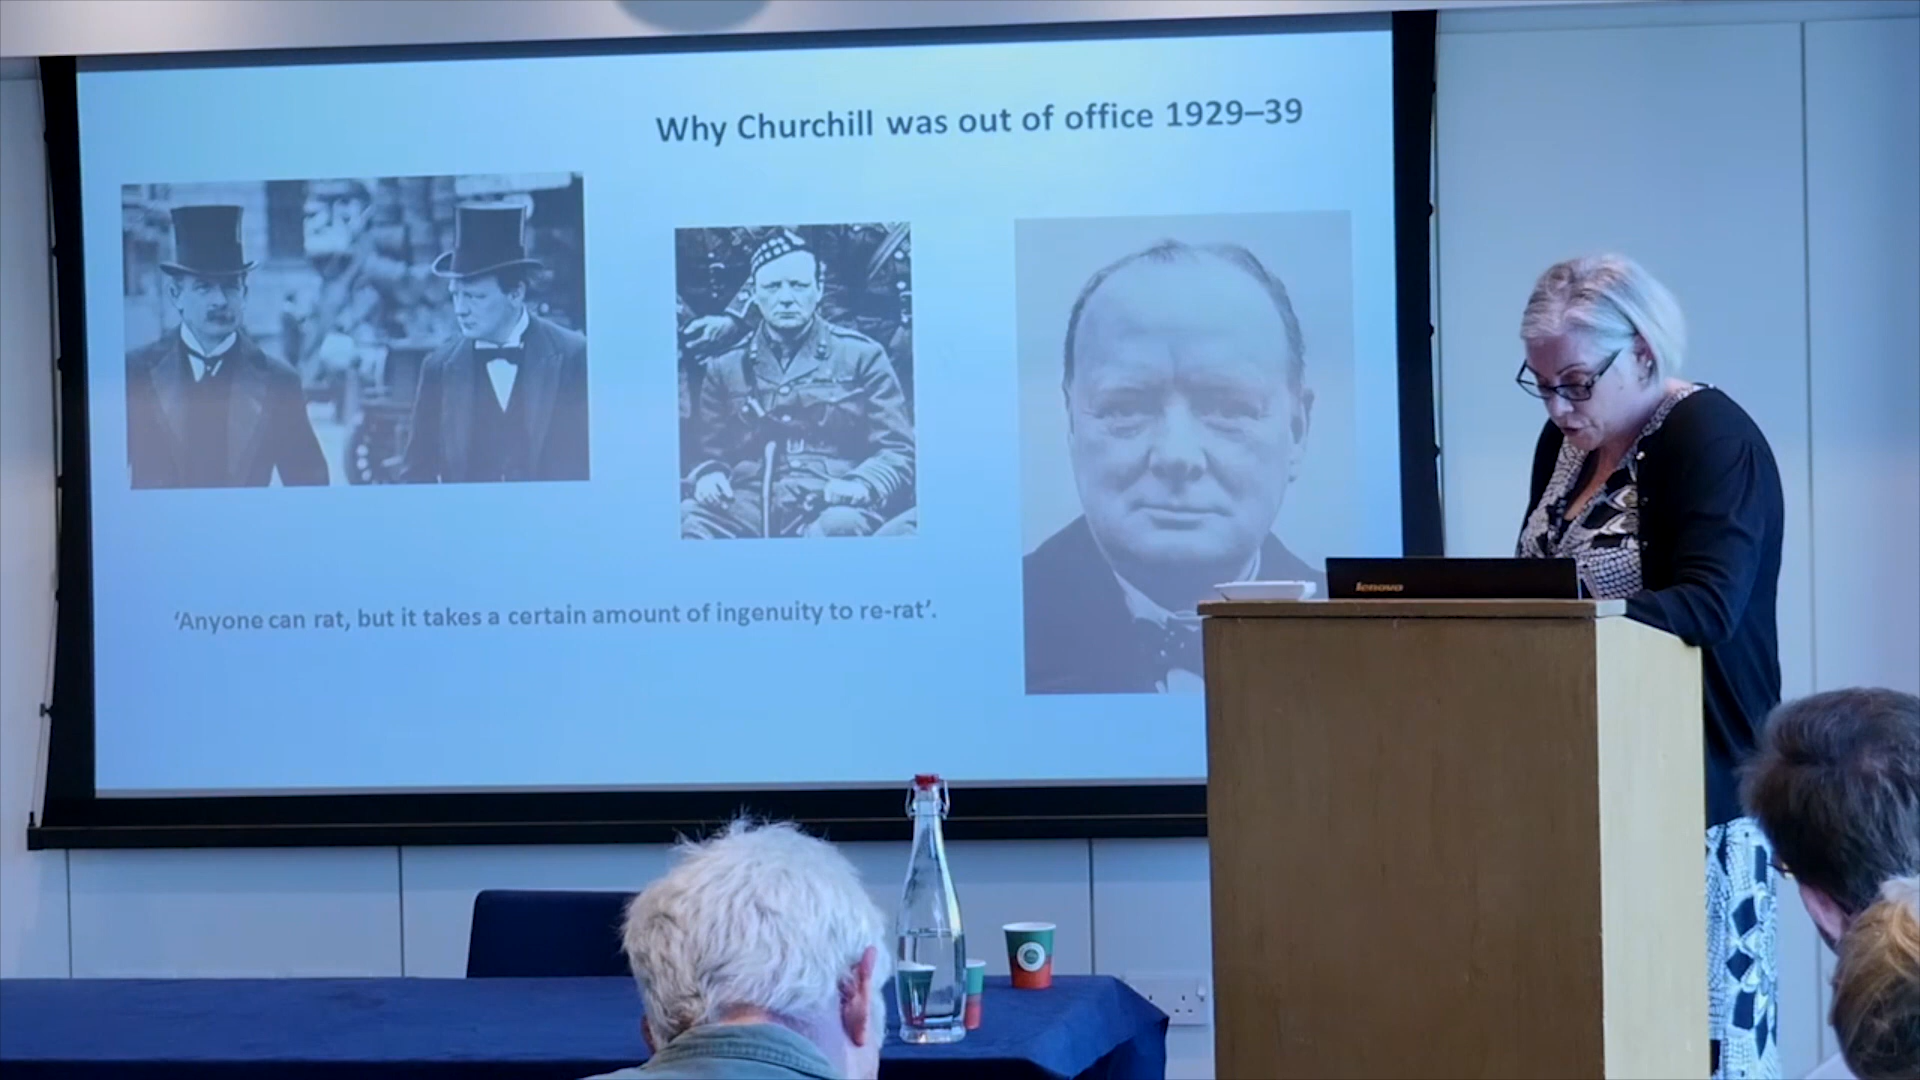 Why Churchill was out of office 1929–39
‘Anyone can rat, but it takes a certain amount of ingenuity to re-rat’.
lenovo